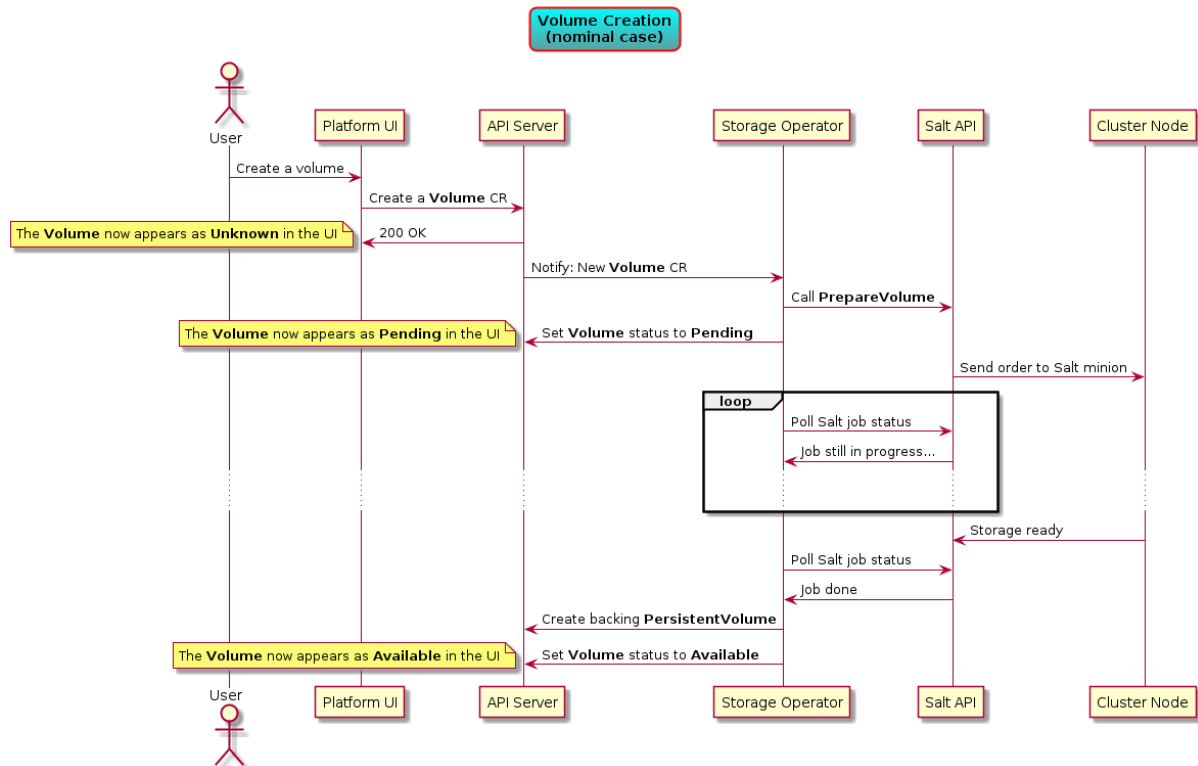 Volume Creation
(nominal case)
User
Platform UI
API Server
Storage Operator
Salt API
Cluster Node
Create a volume
Create a Volume CR
The Volume now appears as Unknown in the UI
200 OK
Notify: New Volume CR
Call PrepareVolume
The Volume now appears as Pending in the UI
Set Volume status to Pending
Send order to Salt minion
loop
Poll Salt job status
Job still in progress...
Storage ready
Poll Salt job status
Job done
Create backing PersistentVolume
The Volume now appears as Available in the UI
Set Volume status to Available
User
Platform UI
API Server
Storage Operator
Salt API
Cluster Node